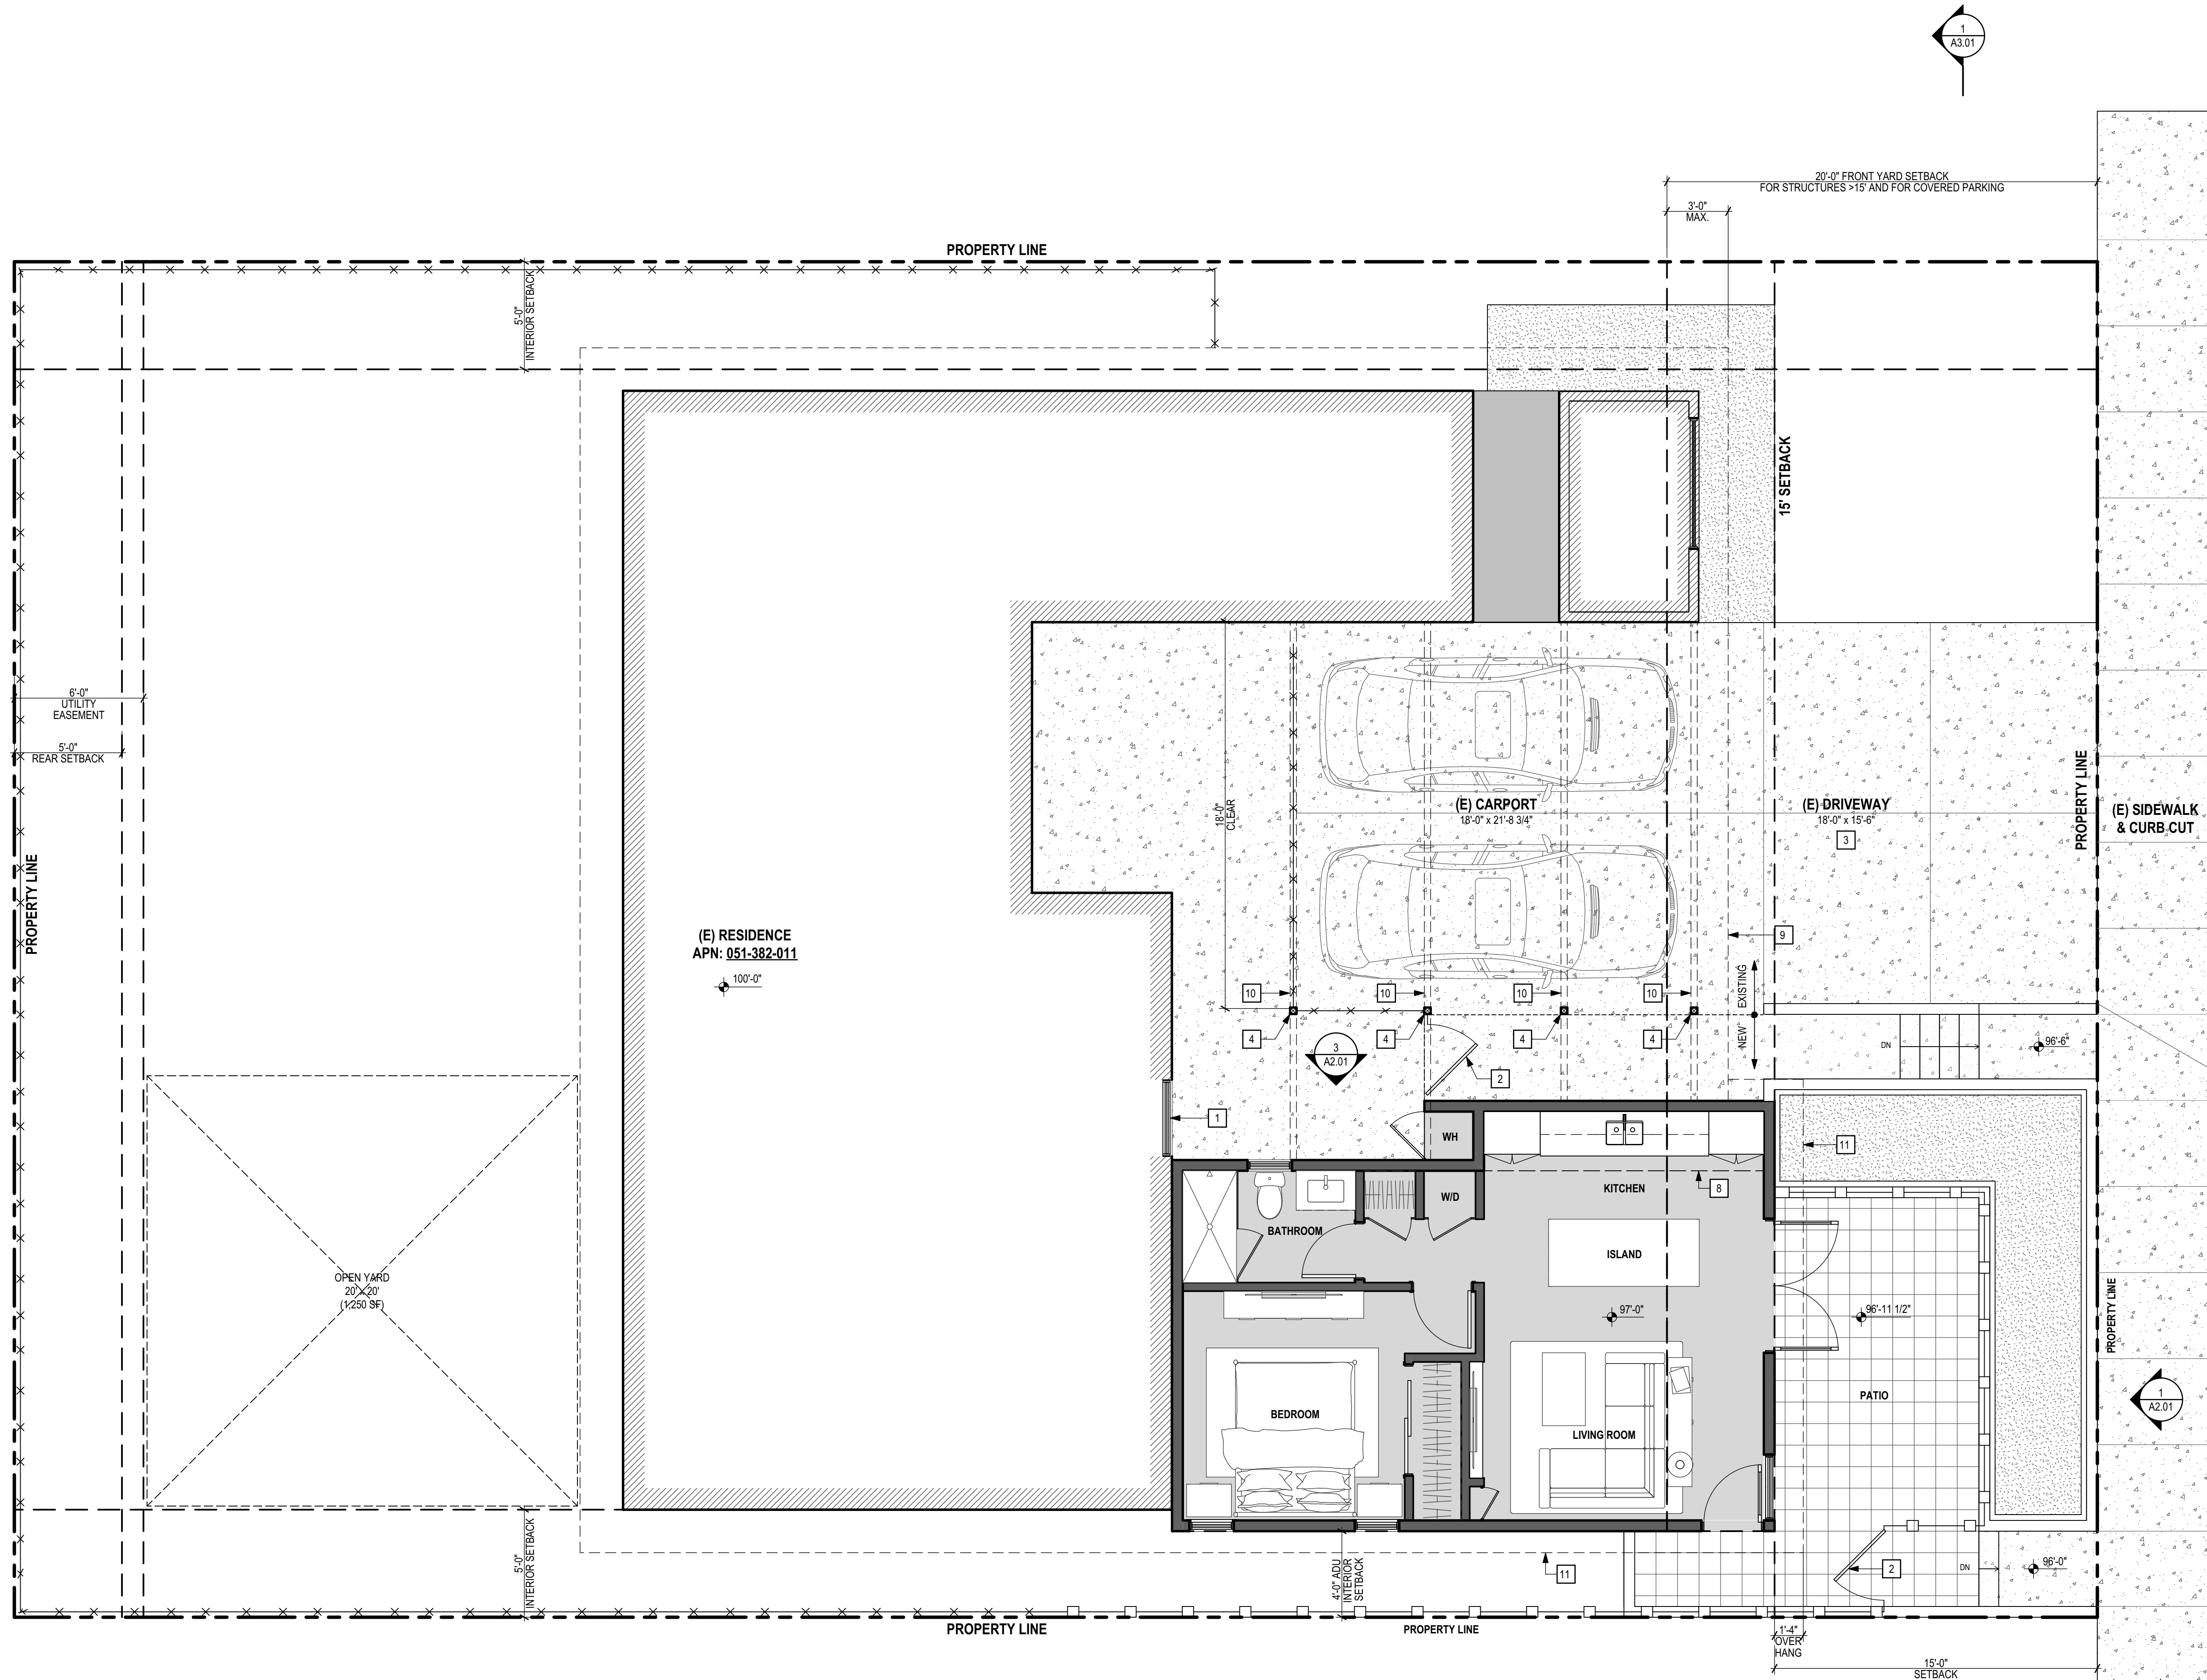 1
A3.01
20'-0" FRONT YARD SETBACK
FOR STRUCTURES >15' AND FOR COVERED PARKING
3'-0"
MAX.
PROPERTY LINE
5'-0"
INTERIOR SETBACK
15' SETBACK
6'-0"
UTILITY
EASEMENT
5'-0"
REAR SETBACK
PROPERTY LINE
18'-0"
CLEAR
(E) CARPORT
18'-0" x 21'-8 3/4"
(E) DRIVEWAY
18'-0" x 15'-6"
3
PROPERTY LINE
(E) SIDEWALK
& CURB CUT
(E) RESIDENCE
APN: 051-382-011
100'-0"
9
10
10
10
10
EXISTING
NEW
4
4
4
4
3
A2.01
2
1
DN
96'-6"
WH
11
KITCHEN
8
W/D
BATHROOM
ISLAND
OPEN YARD
20' x 20'
(1,250 SF)
97'-0"
96'-11 1/2"
PROPERTY LINE
PATIO
1
A2.01
BEDROOM
LIVING ROOM
5'-0"
INTERIOR SETBACK
4'-0" ADU
INTERIOR
SETBACK
11
2
DN
96'-0"
PROPERTY LINE
PROPERTY LINE
1'-4"
OVER
HANG
15'-0"
SETBACK